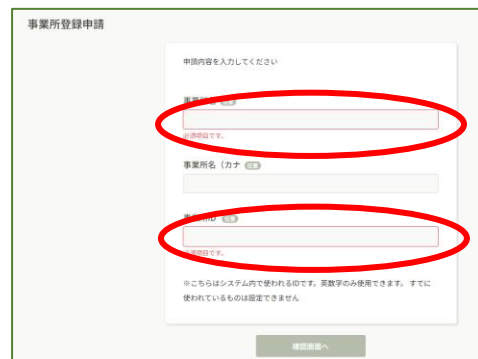 事業所登録申請
申請内容を入力してください
必須項目です。
事業所名（カナ
必須項目です。
※こちらはシステム内で使われるIDです。英数字のみ使用できます。 すでに
使われているものは設定できません
確認画面へ